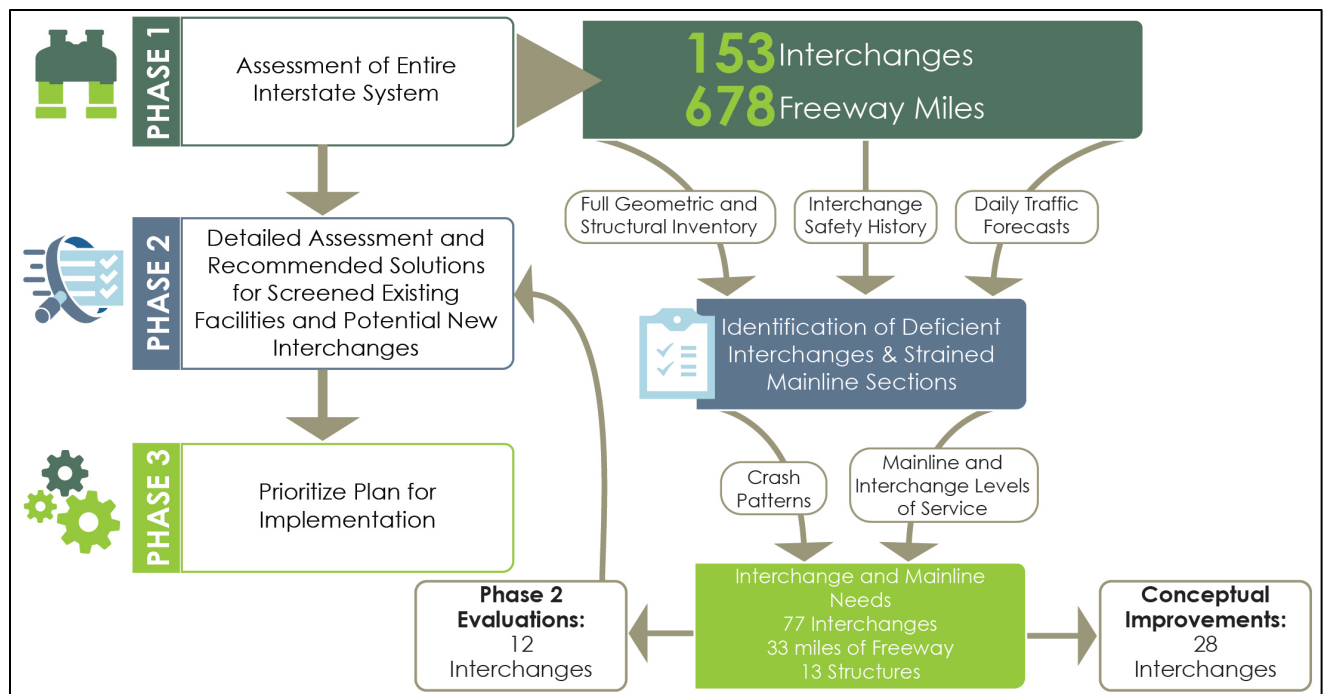 PHASE 1
Assessment of Entire
Interstate System
153 Interchanges
678 Freeway Miles
Full Geometric and
Structural Inventory
Interchange
Safety History
Daily Traffic
Forecasts
PHASE 2
Detailed Assessment and
Recommended Solutions
for Screened Existing
Facilities and Potential New
Interchanges
Identification of Deficient
Interchanges & Strained
Mainline Sections
Crash
Patterns
Mainline and
Interchange Levels
of Service
PHASE 3
Prioritize Plan for
Implementation
Phase 2
Evaluations:
12
Interchanges
Interchange and Mainline
Needs
77 Interchanges
33 miles of Freeway
13 Structures
Conceptual
Improvements:
28
Interchanges